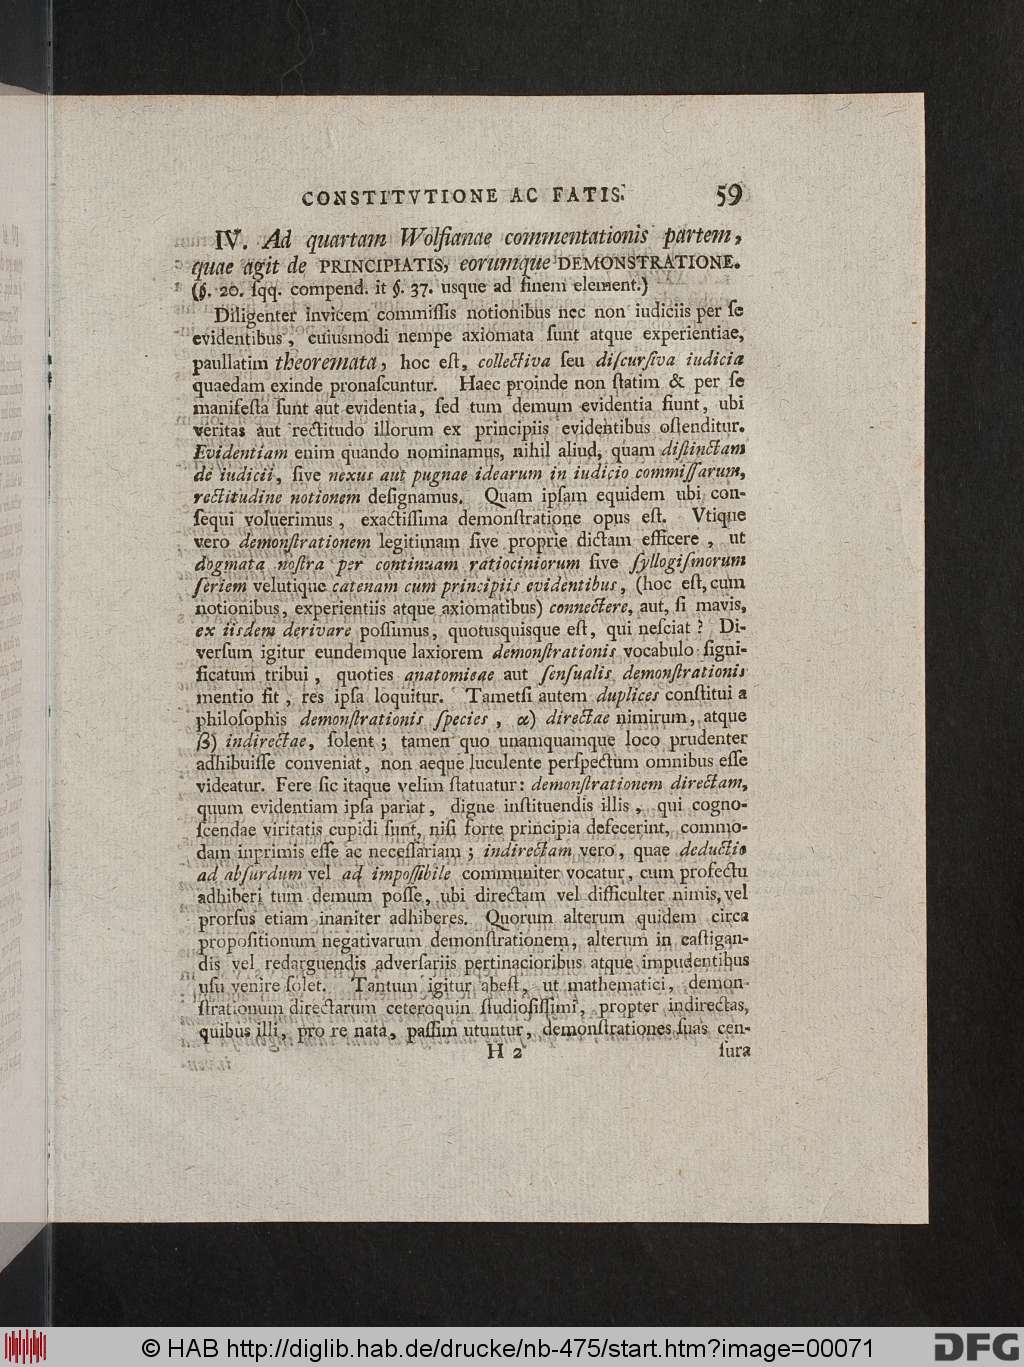 CONSTITVTIONE AC FATIS. 59
IV. Ad quartam Wolfianae commentationis partem,
quae agit de PRINCIPIATIS, eorumque DEMONSTRATIONE.
(§. 20. ſqq. compend. it §. 37. usque ad finem element.)
Diligenter invicem commiſſis notionibus nec non iudiciis per ſe
evidentibus, cuiusmodi nempe axiomata ſunt atque experientiae,
paullatim theoremata, hoc eſt, collectiva ſeu diſcurſiva iudicia
quaedam exinde pronaſcuntur. Haec proinde non ſtatim & per ſe
manifeſta ſunt aut evidentia, ſed tum demum evidentia fiunt, ubi
veritas aut rectitudo illorum ex principiis evidentibus oſtenditur.
Evidentiam enim quando nominamus, nihil aliud, quam diſtinctam
de iudicii, ſive nexus aut pugnae idearum in iudicio commiſſarum,
rectitudine notionem deſignamus. Quam ipſam equidem ubi con-
ſequi voluerimus, exactiſſima demonſtratione opus eſt. Vtique
vero demonſtrationem legitimam ſive proprie dictam efficere, ut
dogmata noſtra per continuam ratiociniorum ſive ſyllogiſmorum
ſeriem velutique catenam cum principiis evidentibus, (hoc eſt, cum
notionibus, experientiis atque axiomatibus) connectere, aut, ſi mavis,
ex iisdem derivare poſſimus, quotusquisque eſt, qui neſciat? Di-
verſum igitur eundemque laxiorem demonſtrationis vocabulo ſigni-
ficatum tribui, quoties anatomicae aut ſenſualis demonſtrationis
mentio fit, res ipſa loquitur. Tametſi autem duplices conſtitui a
philoſophis demonſtrationis ſpecies, α) directae nimirum, atque
β) indirectae, ſolent; tamen quo unamquamque loco prudenter
adhibuiſſe conveniat, non aeque luculente perſpectum omnibus eſſe
videatur. Fere ſic itaque velim ſtatuatur: demonſtrationem directam,
quum evidentiam ipſa pariat, digne inſtituendis illis, qui cogno-
ſcendae viritatis cupidi ſunt, niſi forte principia defecerint, commo-
dam inprimis eſſe ac neceſſariam; indirectam vero, quae deductio
ad abſurdum vel ad impoſſibile communiter vocatur, cum profectu
adhiberi tum demum poſſe, ubi directam vel difficulter nimis, vel
prorſus etiam inaniter adhiberes. Quorum alterum quidem circa
propoſitionum negativarum demonſtrationem, alterum in caſtigan-
dis vel redarguendis adverſariis pertinacioribus atque impudentibus
uſu venire ſolet. Tantum igitur abeſt, ut mathematici, demon-
ſtrationum directarum ceteroquin ſtudioſiſſimi, propter indirectas,
quibus illi, pro re nata, paſſim utuntur, demonſtrationes ſuas cen-
H 2 ſura
© HAB http://diglib.hab.de/drucke/nb-475/start.htm?image=00071
DFG